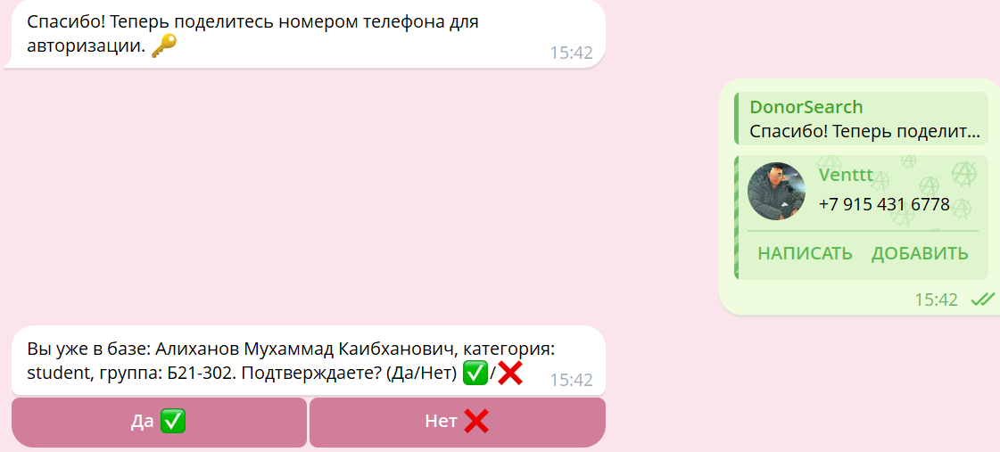 Спасибо! Теперь поделитесь номером телефона для
авторизации. 🔑
15:42
DonorSearch
Спасибо! Теперь поделит...
Venttt
+7 915 431 6778
НАПИСАТЬ ДОБАВИТЬ
15:42
Вы уже в базе: Алиханов Мухаммад Каибханович, категория:
student, группа: Б21-302. Подтверждаете? (Да/Нет) ✅/❌
15:42
Да ✅ Нет ❌